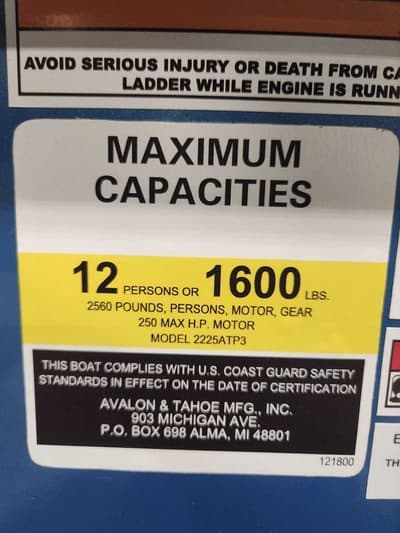 AVOID SERIOUS INJURY OR DEATH FROM
LADDER WHILE ENGINE IS
MAXIMUM
CAPACITIES
12 PERSONS OR 1600 LBS.
2560 POUNDS, PERSONS, MOTOR, GEAR
250 MAX H.P. MOTOR
MODEL 2225ATP3
THIS BOAT COMPLIES WITH U.S. COAST GUARD SAFETY
STANDARDS IN EFFECT ON THE DATE OF CERTIFICATION
AVALON & TAHOE MFG., INC.
903 MICHIGAN AVE.
P.O. BOX 698 ALMA, MI 48801
121800